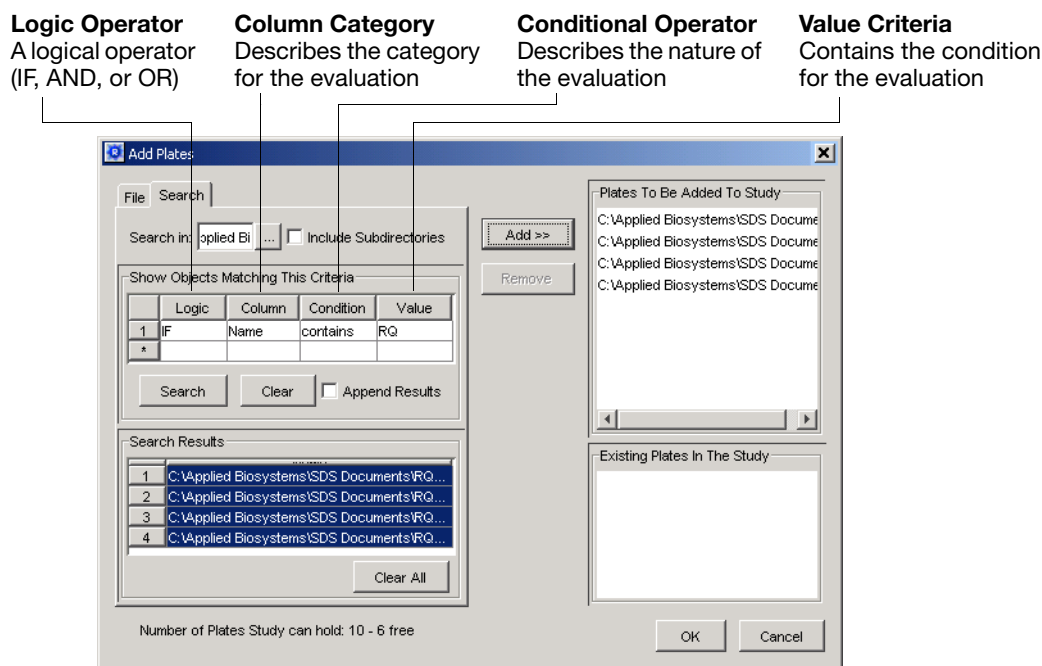 Logic Operator
A logical operator
(IF, AND, or OR)
Column Category
Describes the category
for the evaluation
Conditional Operator
Describes the nature of
the evaluation
Value Criteria
Contains the condition
for the evaluation
Add Plates
File Search
Search in: pplied Bi ... Include Subdirectories
Show Objects Matching This Criteria
Logic Column Condition Value
1 IF Name contains RQ
*
Search Clear Append Results
Search Results
1 C:\Applied Biosystems\SDS Documents\RQ...
2 C:\Applied Biosystems\SDS Documents\RQ...
3 C:\Applied Biosystems\SDS Documents\RQ...
4 C:\Applied Biosystems\SDS Documents\RQ...
Clear All
Number of Plates Study can hold: 10 - 6 free
Add >>
Remove
Plates To Be Added To Study
C:\Applied Biosystems\SDS Docume
C:\Applied Biosystems\SDS Docume
C:\Applied Biosystems\SDS Docume
C:\Applied Biosystems\SDS Docume
Existing Plates In The Study
OK Cancel